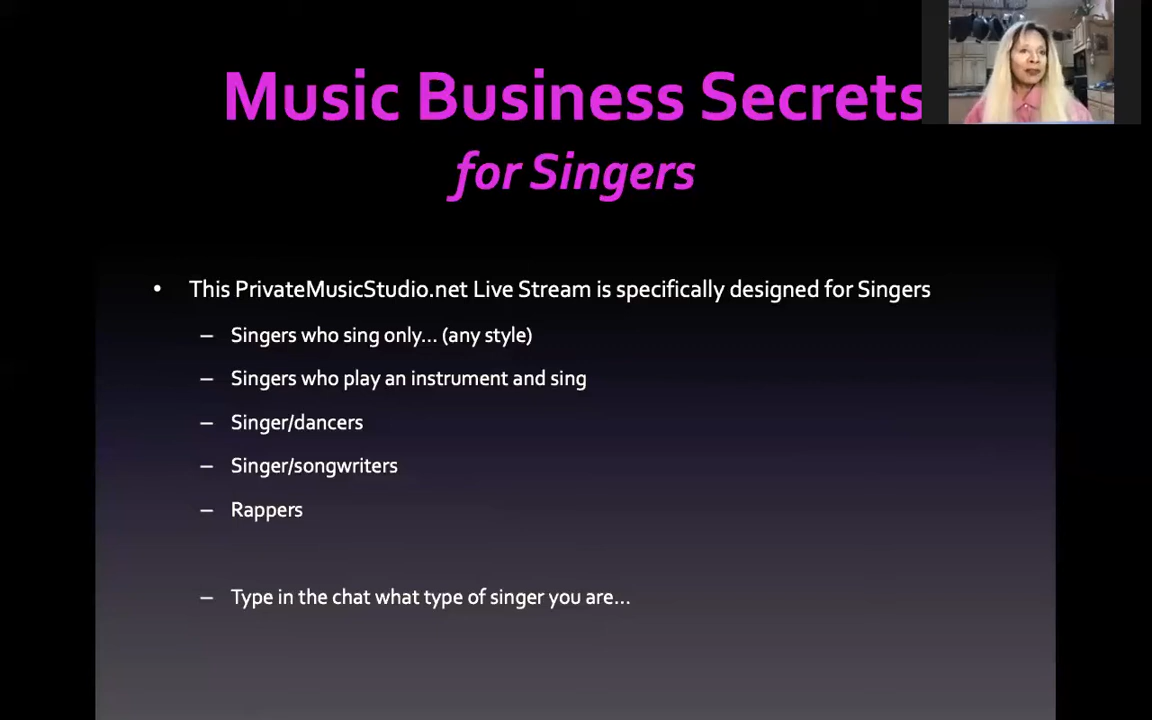 Music Business Secrets
for Singers
• This PrivateMusicStudio.net Live Stream is specifically designed for Singers
– Singers who sing only... (any style)
– Singers who play an instrument and sing
– Singer/dancers
– Singer/songwriters
– Rappers
– Type in the chat what type of singer you are...